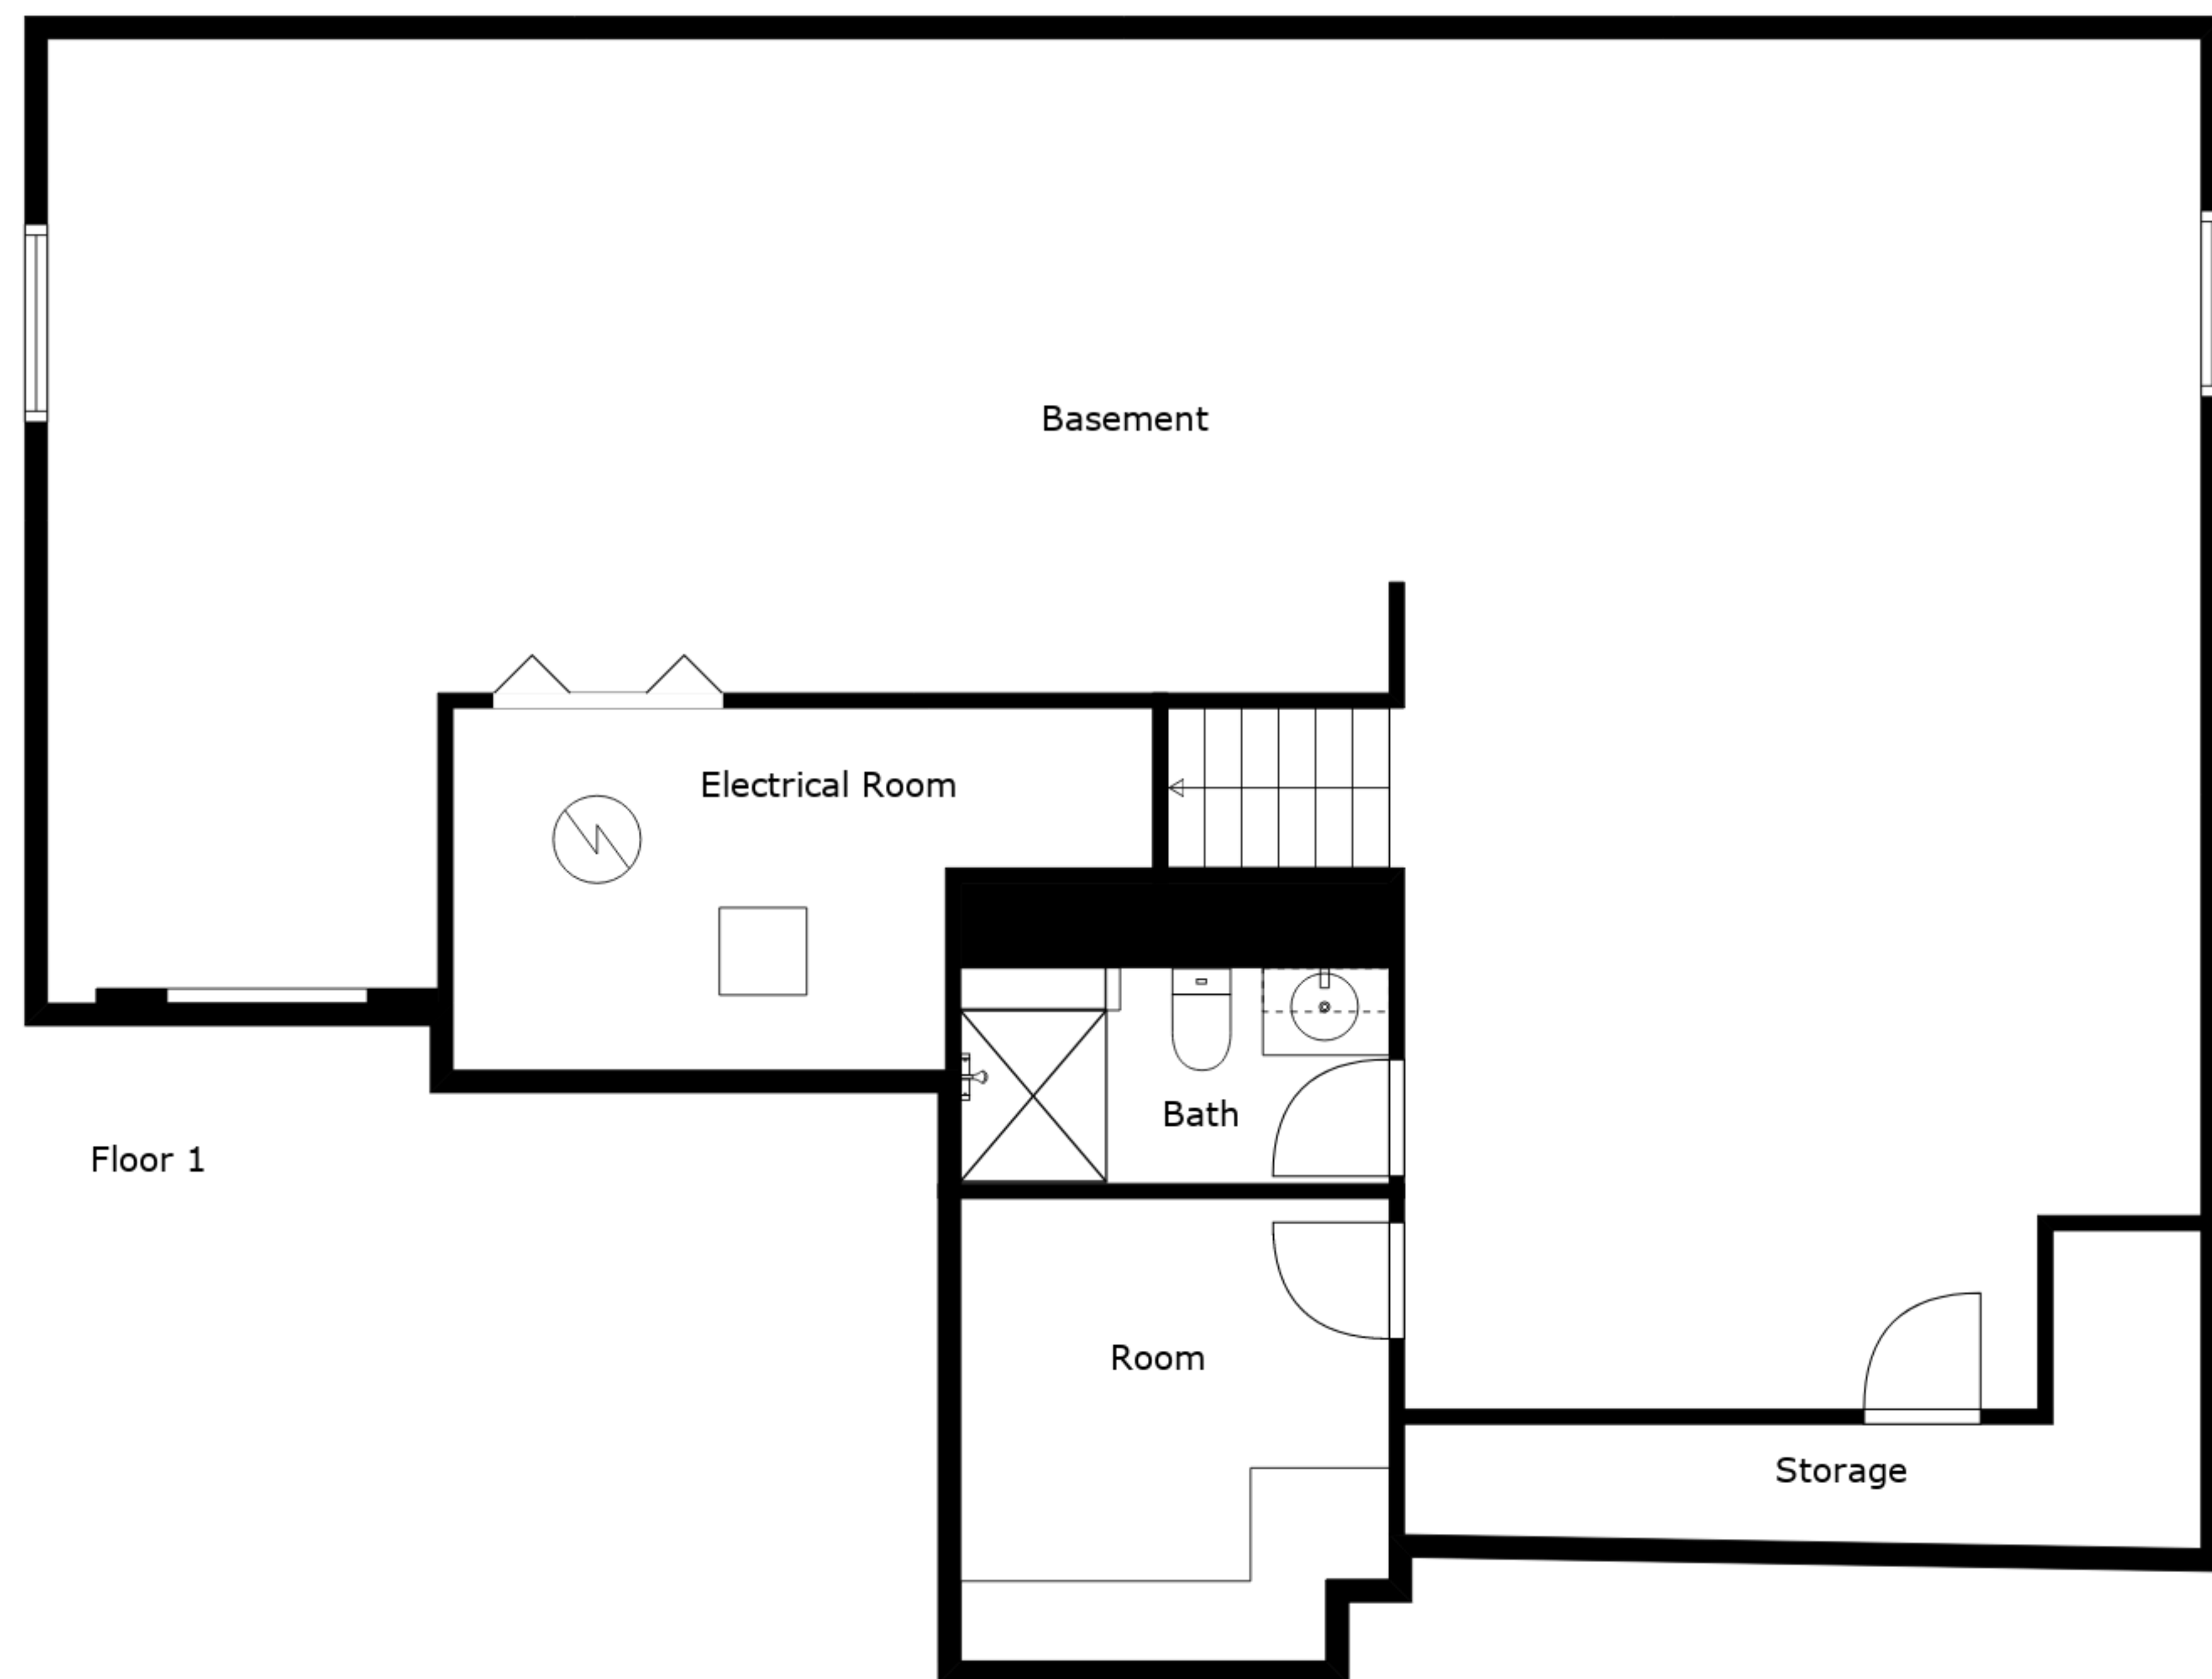 Basement
Electrical Room
Bath
Floor 1
Room
Storage